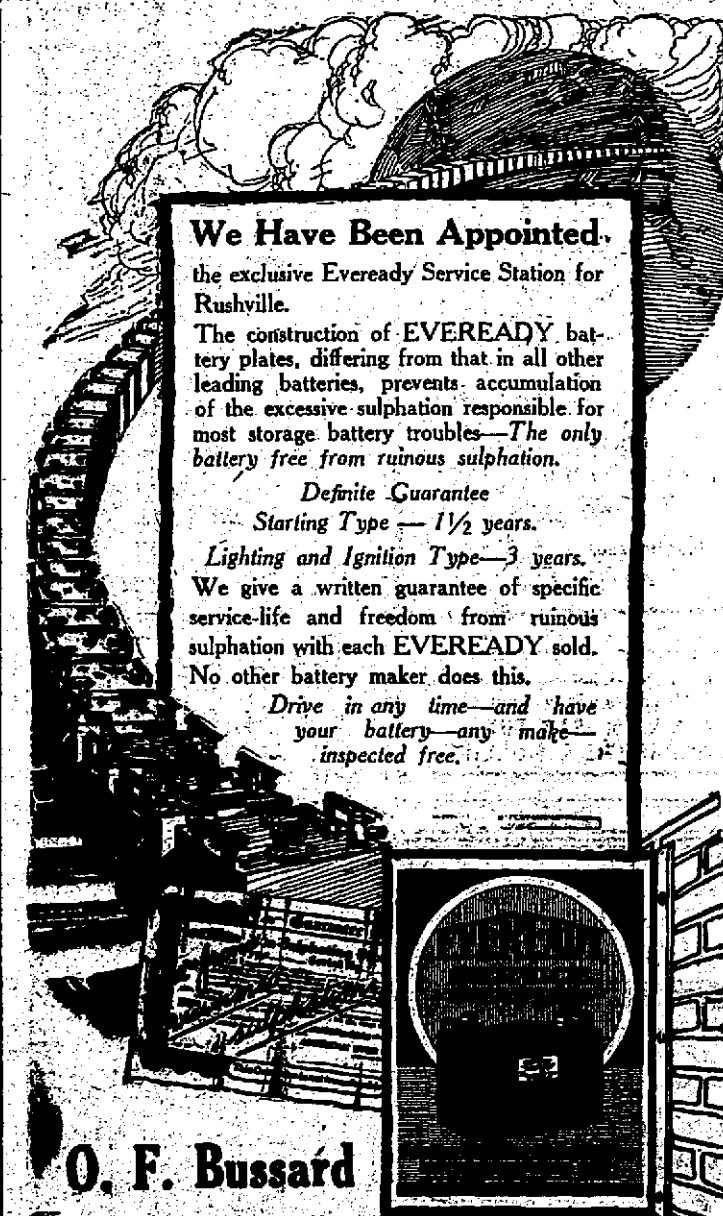 We Have Been Appointed
the exclusive Eveready Service Station for
Rushville.
The construction of EVEREADY bat-
tery plates, differing from that in all other
leading batteries, prevents accumulation
of the excessive sulphation responsible for
most storage battery troubles—The only
battery free from ruinous sulphation.
Definite Guarantee
Starting Type — 1½ years.
Lighting and Ignition Type—3 years.
We give a written guarantee of specific
service-life and freedom from ruinous
sulphation with each EVEREADY sold.
No other battery maker does this.
Drive in any time—and have
your battery—any make—
inspected free.
Guarantee
O. F. Bussard